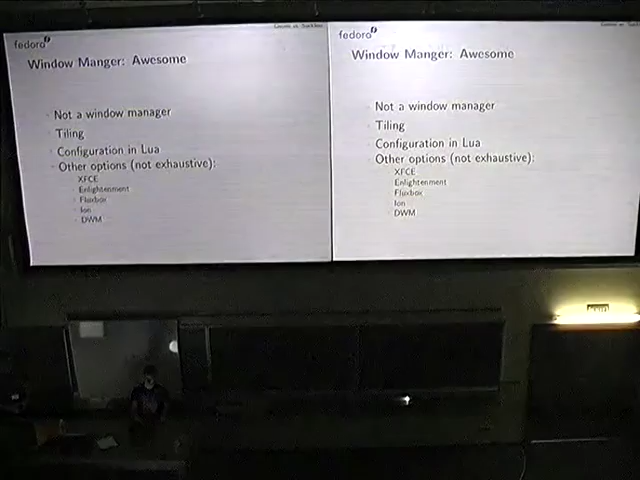 fedora
Window Manger: Awesome
Not a window manager
Tiling
Configuration in Lua
Other options (not exhaustive):
XFCE
Enlightenment
Fluxbox
Ion
DWM
fedora
Window Manger: Awesome
Not a window manager
Tiling
Configuration in Lua
Other options (not exhaustive):
XFCE
Enlightenment
Fluxbox
Ion
DWM